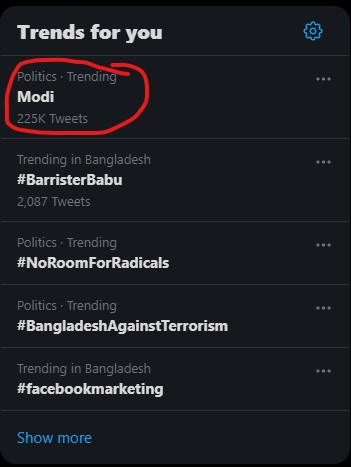 Trends for you
Politics · Trending
Modi
225K Tweets
Trending in Bangladesh
#BarristerBabu
2,087 Tweets
Politics · Trending
#NoRoomForRadicals
Politics · Trending
#BangladeshAgainstTerrorism
Trending in Bangladesh
#facebookmarketing
Show more